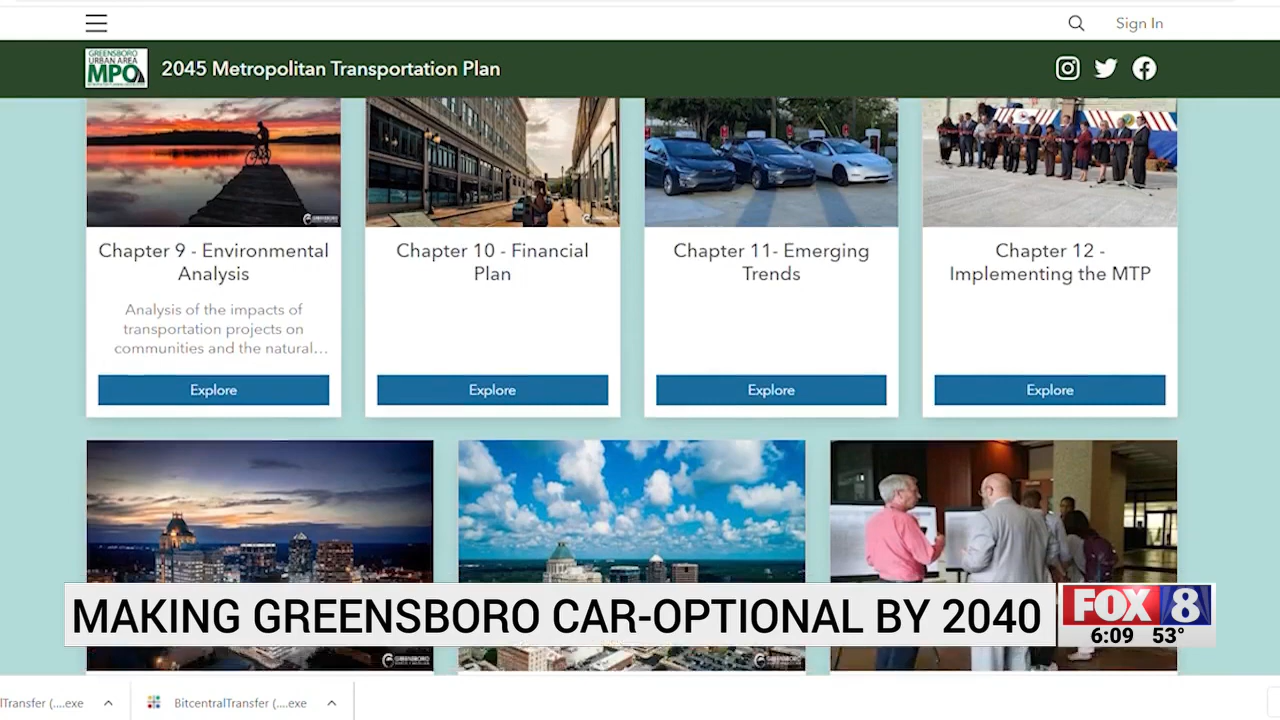 Sign In
GREENSBORO
URBAN AREA
MPO
2045 Metropolitan Transportation Plan
Chapter 9 - Environmental
Analysis
Analysis of the impacts of
transportation projects on
communities and the natural...
Explore
Chapter 10 - Financial
Plan
Explore
Chapter 11- Emerging
Trends
Explore
Chapter 12 -
Implementing the MTP
Explore
MAKING GREENSBORO CAR-OPTIONAL BY 2040
FOX 8
6:09 53°
GREENSBORO
GREENSBORO
lTransfer (....exe
BitcentralTransfer (....exe